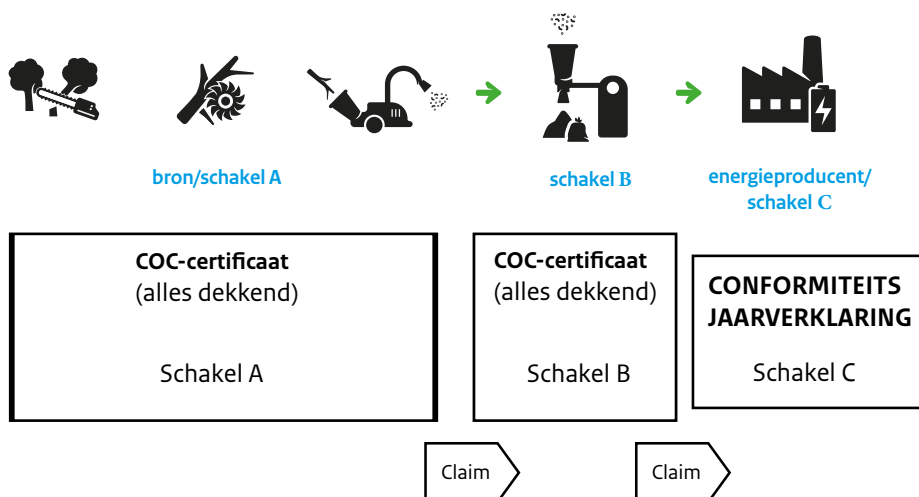 bron/schakel A
schakel B
energieproducent/
schakel C
COC-certificaat
(alles dekkend)
Schakel A
COC-certificaat
(alles dekkend)
Schakel B
CONFORMITEITS
JAARVERKLARING
Schakel C
Claim
Claim